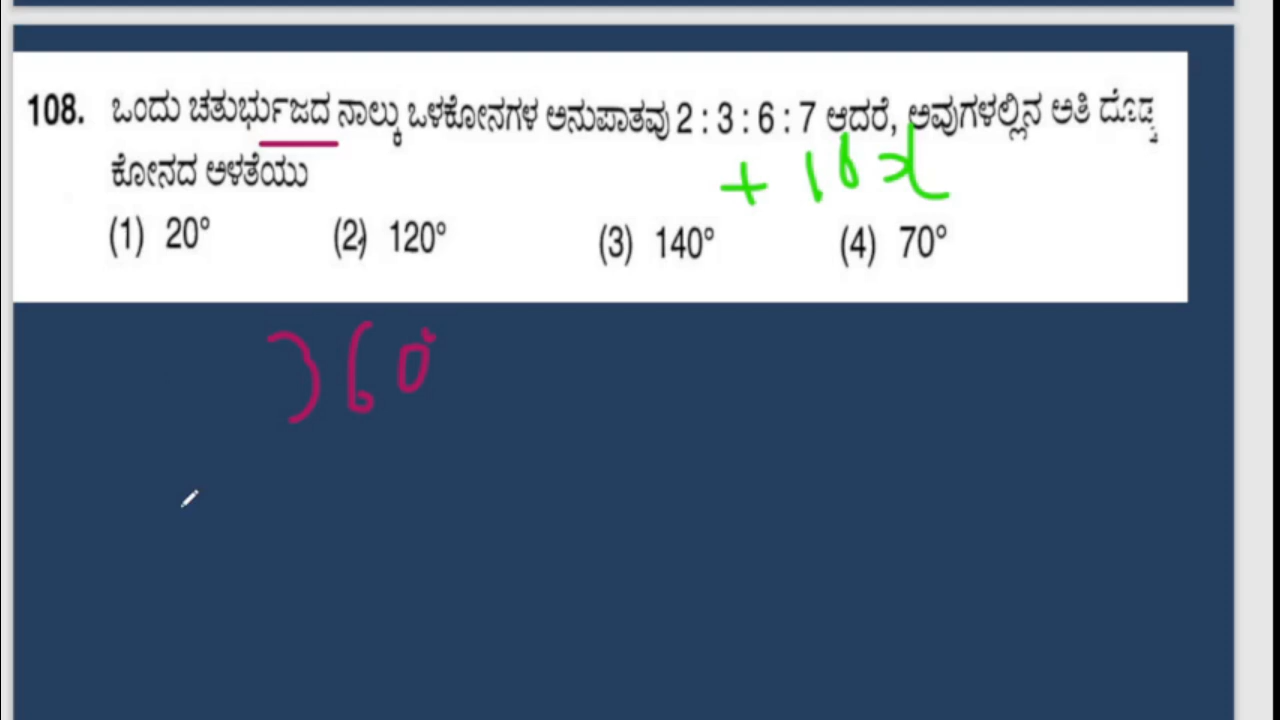 108. ಒಂದು ಚತುರ್ಭುಜದ ನಾಲ್ಕು ಒಳಕೋನಗಳ ಅನುಪಾತವು 2 : 3 : 6 : 7 ಆದರೆ, ಅವುಗಳಲ್ಲಿನ ಅತಿ ದೊಡ್ಡ
ಕೋನದ ಅಳತೆಯು
+ 18x
(1) 20° (2) 120° (3) 140° (4) 70°
360°